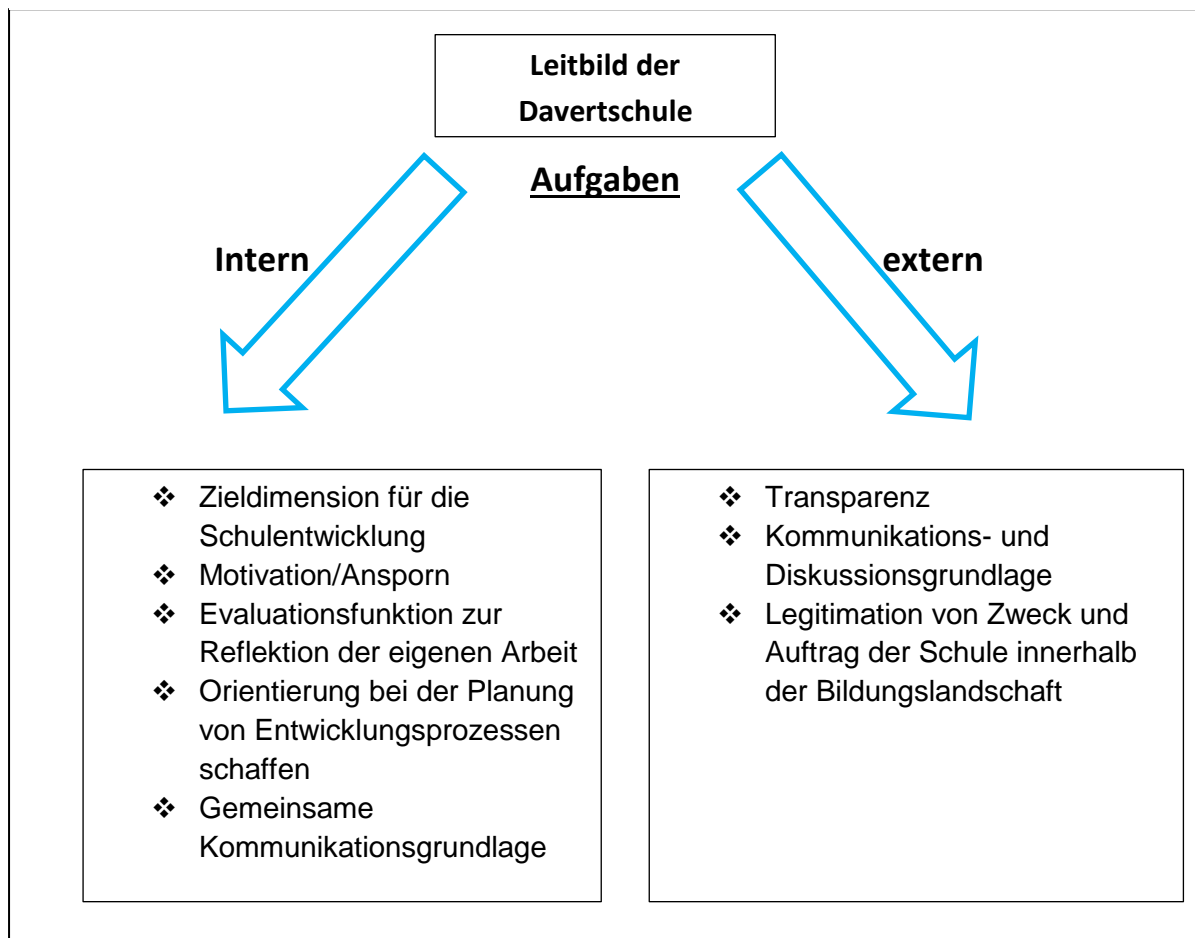 Leitbild der
Davertschule
Aufgaben
Intern
extern
❖ Zieldimension für die
Schulentwicklung
❖ Motivation/Ansporn
❖ Evaluationsfunktion zur
Reflektion der eigenen Arbeit
❖ Orientierung bei der Planung
von Entwicklungsprozessen
schaffen
❖ Gemeinsame
Kommunikationsgrundlage
❖ Transparenz
❖ Kommunikations- und
Diskussionsgrundlage
❖ Legitimation von Zweck und
Auftrag der Schule innerhalb
der Bildungslandschaft